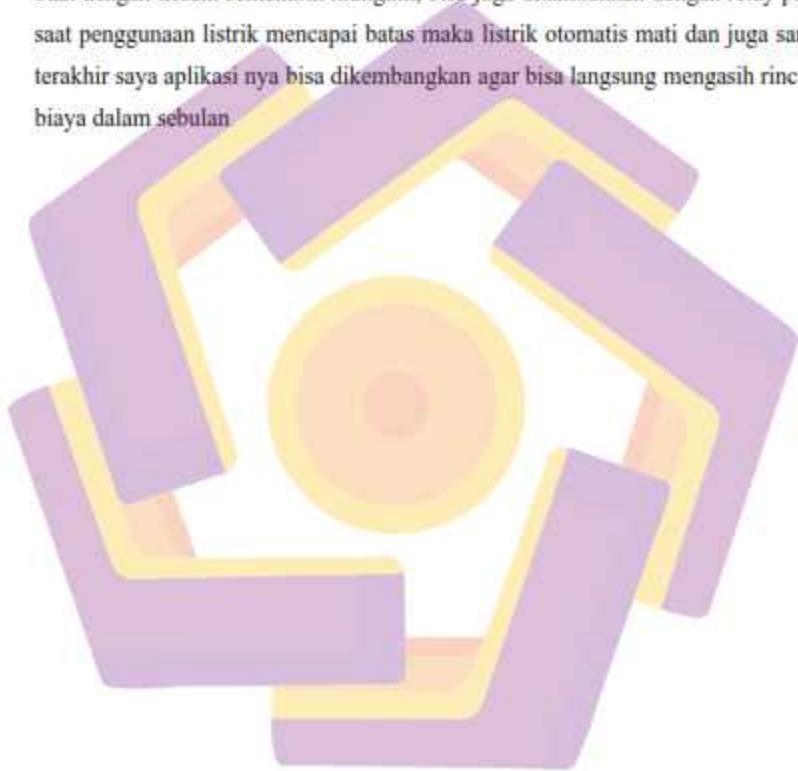 saat penggunaan listrik mencapai batas maka listrik otomatis mati dan juga
terakhir saya aplikasi nya bisa dikembangkan agar bisa langsung mengasih
biaya dalam sebulan